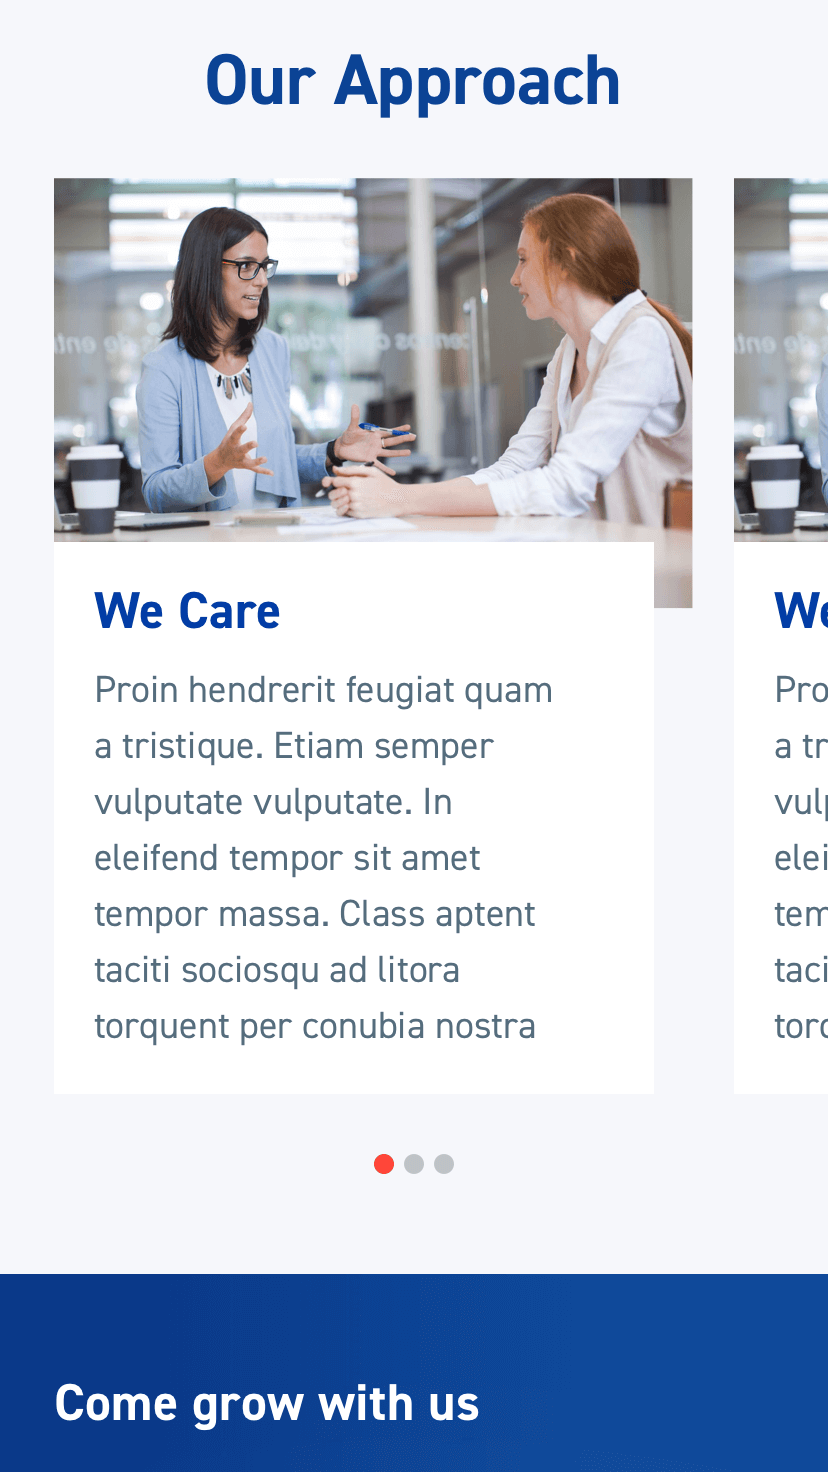 Our Approach
We Care
Proin hendrerit feugiat quam
a tristique. Etiam semper
vulputate vulputate. In
eleifend tempor sit amet
tempor massa. Class aptent
taciti sociosqu ad litora
torquent per conubia nostra
We
Pro
a tr
vulp
elei
tem
taci
torq
Come grow with us